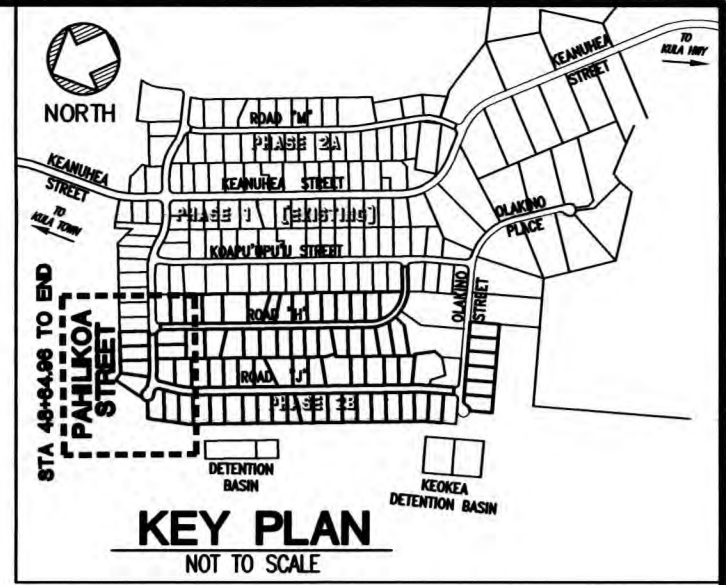 NORTH
TO
KULA HWY
KEANUHEA
STREET
ROAD "M"
PHASE 2A
KEANUHEA
STREET
TO
KULA TOWN
KEANUHEA STREET
PHASE 1 (EXISTING)
OLAKINO
PLACE
KOAPU'UPU'U STREET
OLAKINO
STREET
STA 48+64.96 TO END
PAHILIKOA
STREET
ROAD "H"
ROAD "J"
PHASE 2B
DETENTION
BASIN
KEOKEA
DETENTION BASIN
KEY PLAN
NOT TO SCALE